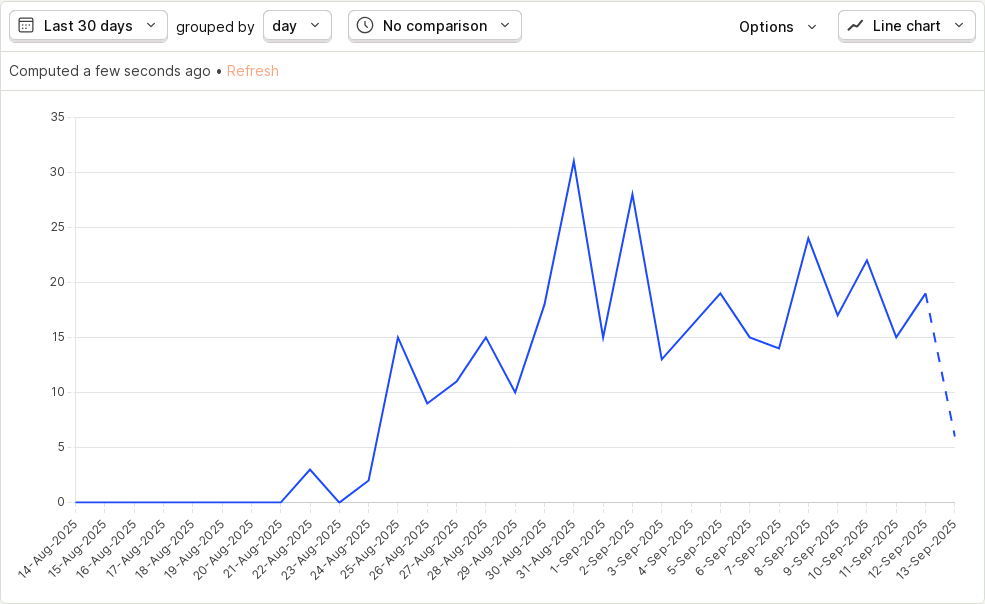 Last 30 days grouped by day No comparison Options Line chart
Computed a few seconds ago • Refresh
35
30
25
20
15
10
5
0
14-Aug-2025
15-Aug-2025
16-Aug-2025
17-Aug-2025
18-Aug-2025
19-Aug-2025
20-Aug-2025
21-Aug-2025
22-Aug-2025
23-Aug-2025
24-Aug-2025
25-Aug-2025
26-Aug-2025
27-Aug-2025
28-Aug-2025
29-Aug-2025
30-Aug-2025
31-Aug-2025
1-Sep-2025
2-Sep-2025
3-Sep-2025
4-Sep-2025
5-Sep-2025
6-Sep-2025
7-Sep-2025
8-Sep-2025
9-Sep-2025
10-Sep-2025
11-Sep-2025
12-Sep-2025
13-Sep-2025